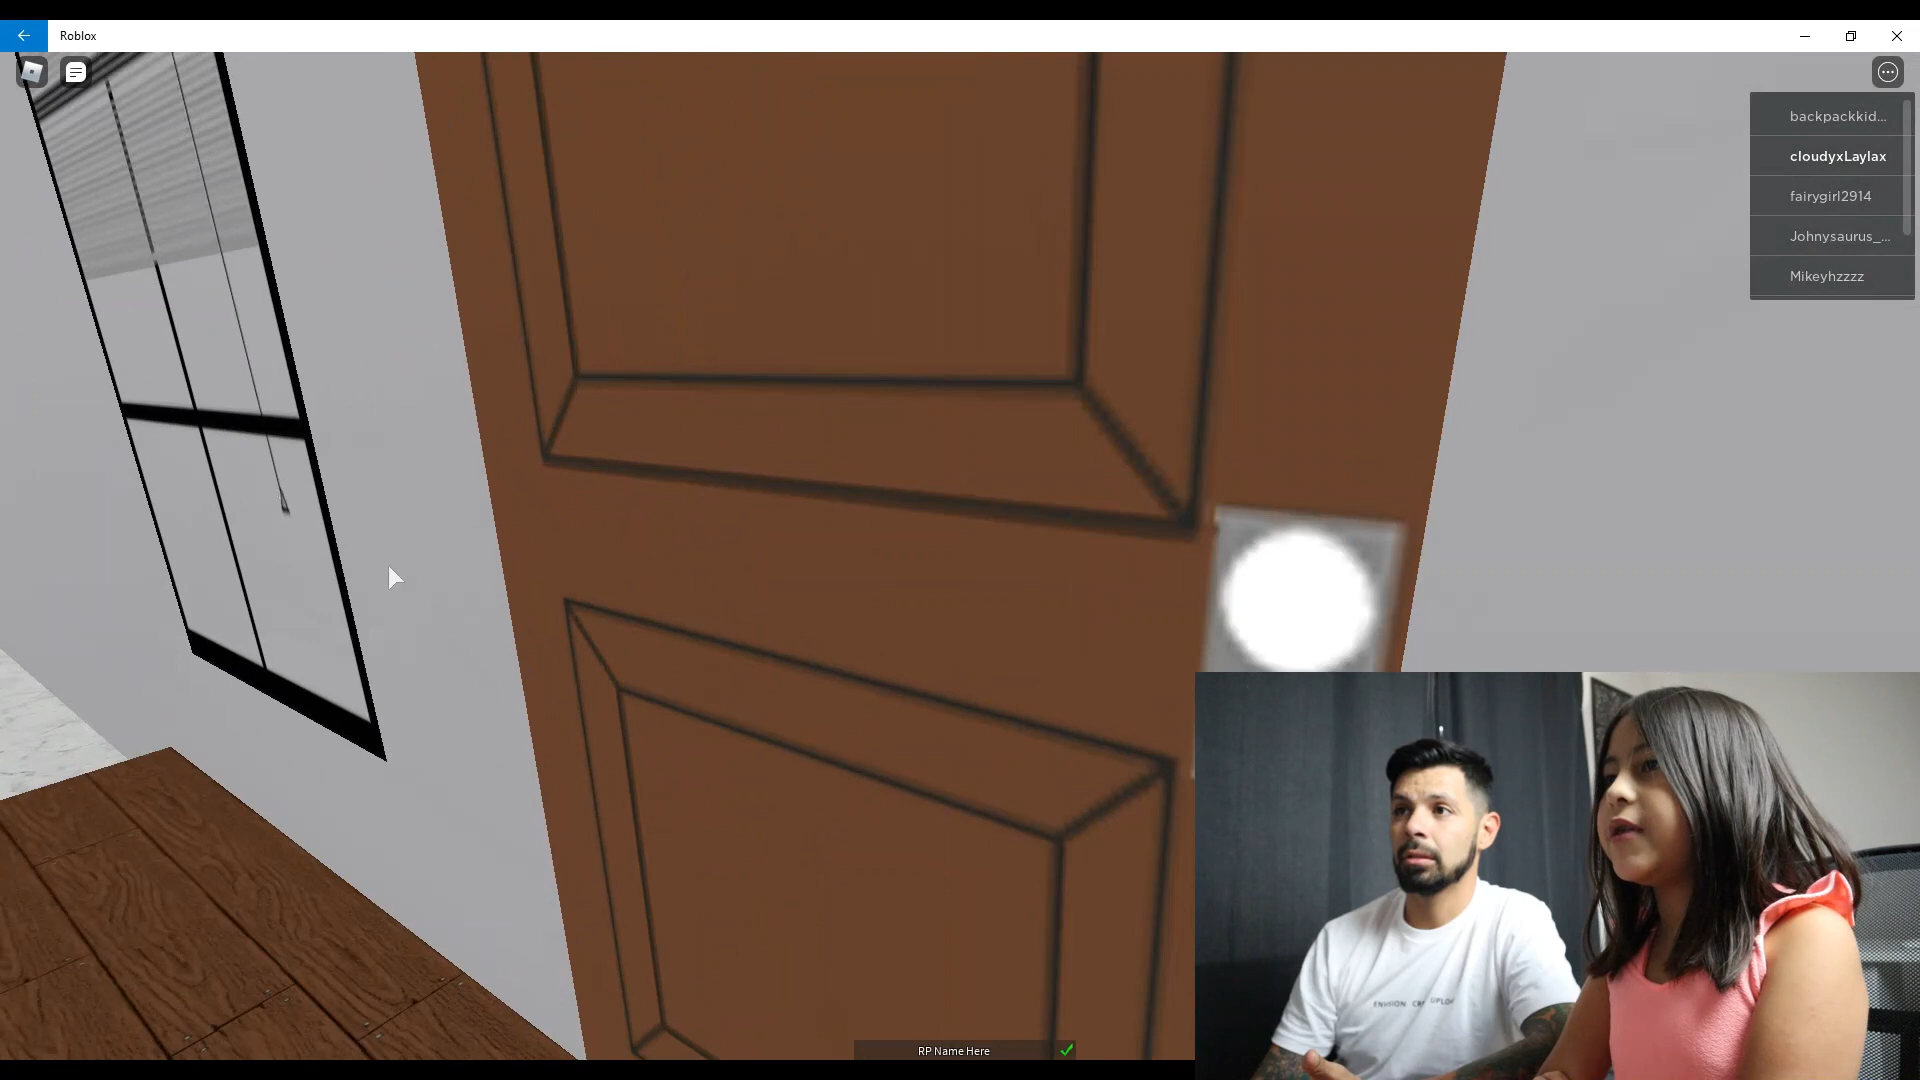 Roblox
backpackkid...
cloudyxLaylax
fairygirl2914
Johnysaurus_...
Mikeyhzzzz
RP Name Here